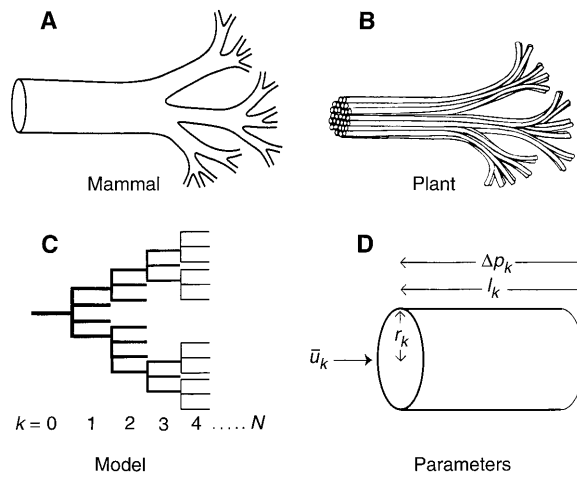 A
B
Mammal
Plant
C
D
Δp_k
l_k
r_k
ū_k
k = 0 1 2 3 4 ..... N
Model
Parameters